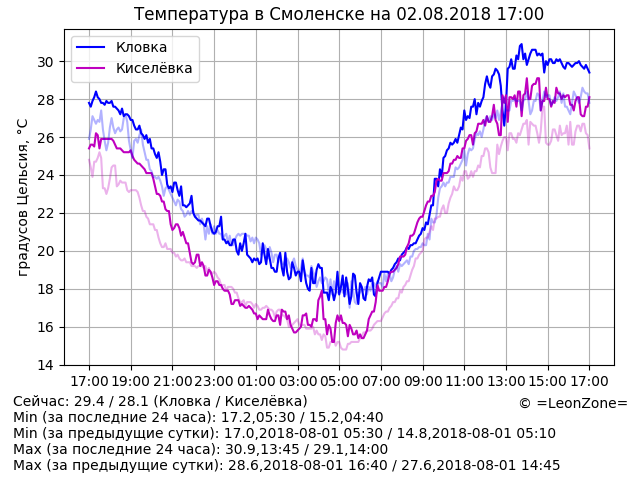 Температура в Смоленске на 02.08.2018 17:00
Кловка
Киселёвка
градусов Цельсия, °C
30
28
26
24
22
20
18
16
14
17:00 19:00 21:00 23:00 01:00 03:00 05:00 07:00 09:00 11:00 13:00 15:00 17:00
Сейчас: 29.4 / 28.1 (Кловка / Киселёвка)
© =LeonZone=
Min (за последние 24 часа): 17.2,05:30 / 15.2,04:40
Min (за предыдущие сутки): 17.0,2018-08-01 05:30 / 14.8,2018-08-01 05:10
Max (за последние 24 часа): 30.9,13:45 / 29.1,14:00
Max (за предыдущие сутки): 28.6,2018-08-01 16:40 / 27.6,2018-08-01 14:45